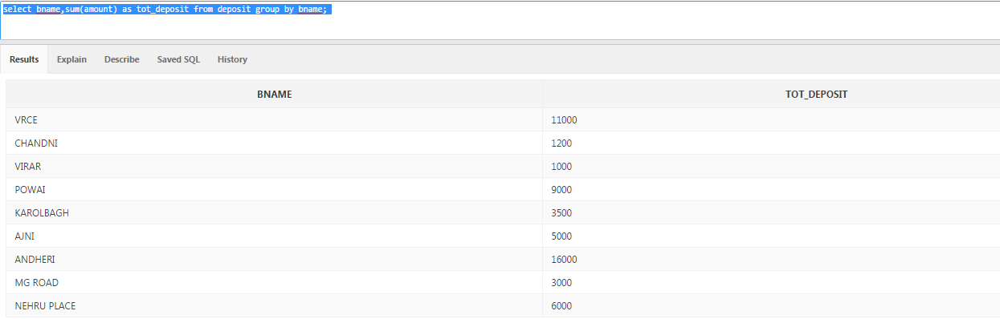 select bname,sum(amount) as tot_deposit from deposit group by bname;
Results Explain Describe Saved SQL History
BNAME TOT_DEPOSIT
VRCE 11000
CHANDNI 1200
VIRAR 1000
POWAI 9000
KAROLBAGH 3500
AJNI 5000
ANDHERI 16000
MG ROAD 3000
NEHRU PLACE 6000